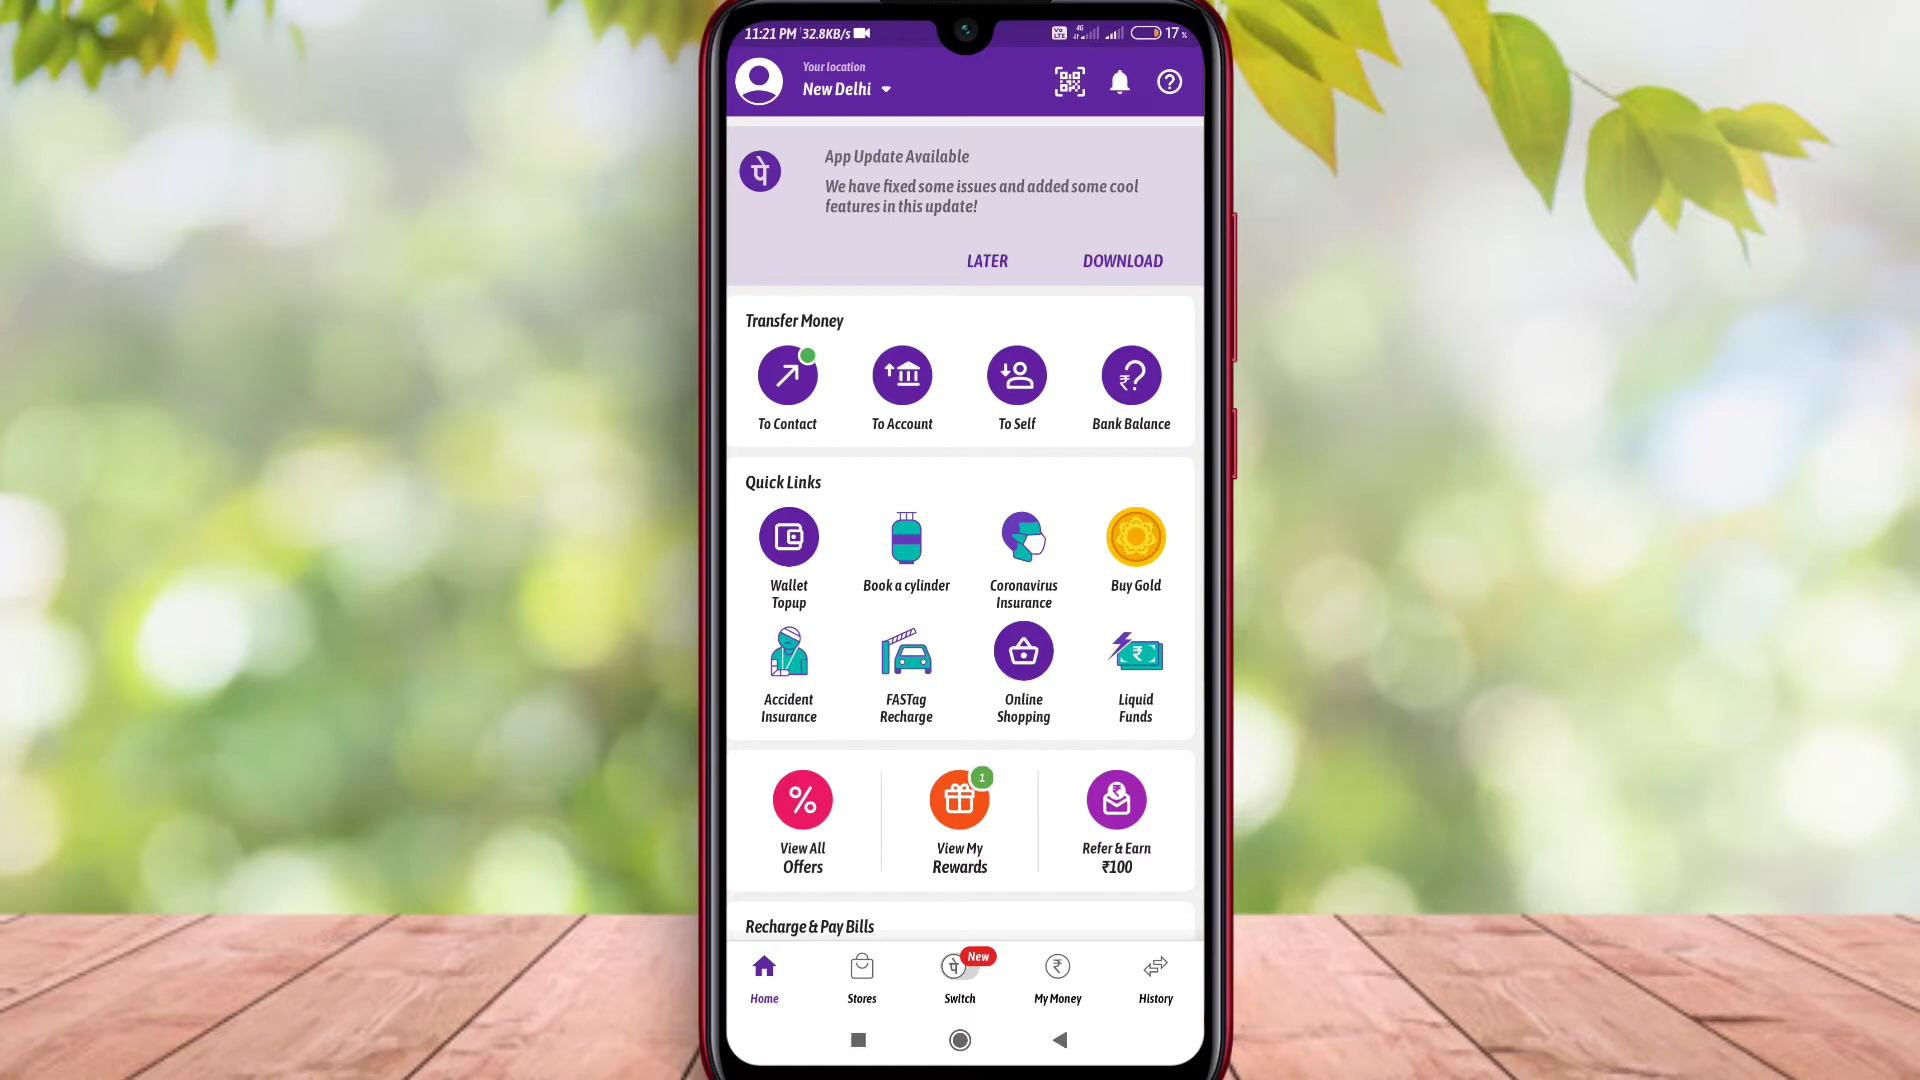 11:21 PM 32.8KB/s Vo LTE 4G 17 %
Your location
New Delhi
पे
App Update Available
We have fixed some issues and added some cool
features in this update!
LATER DOWNLOAD
Transfer Money
₹?
To Contact To Account To Self Bank Balance
Quick Links
Wallet
Topup
Book a cylinder
Coronavirus
Insurance
Buy Gold
₹
Accident
Insurance
FASTag
Recharge
Online
Shopping
Liquid
Funds
%
1
₹
View All
Offers
View My
Rewards
Refer & Earn
₹100
Recharge & Pay Bills
पे New ₹
Home Stores Switch My Money History